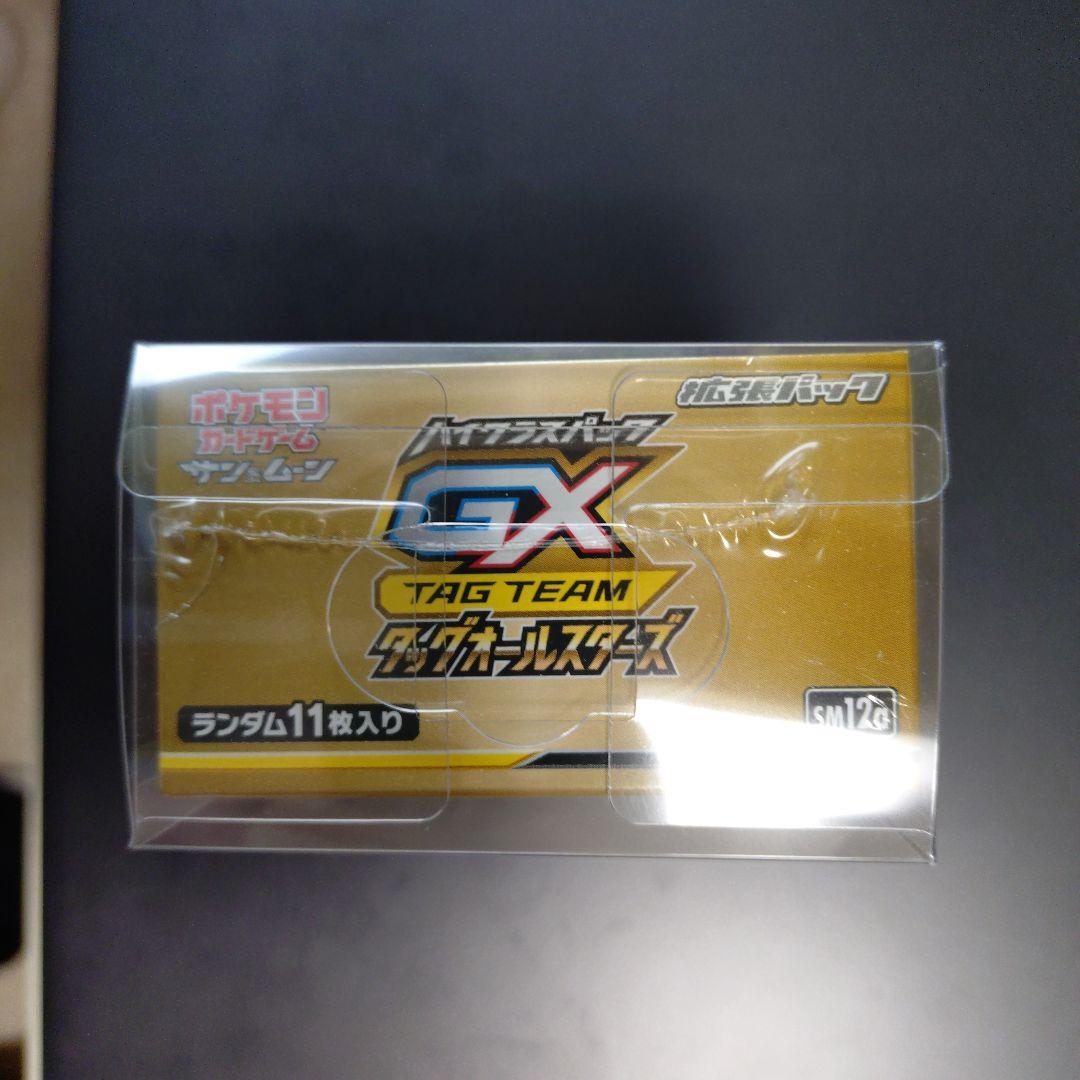 ポケモン
カードゲーム
サン&ムーン
拡張パック
ハイクラスパック
GX
TAG TEAM
タッグオールスターズ
ランダム11枚入り
SM12a